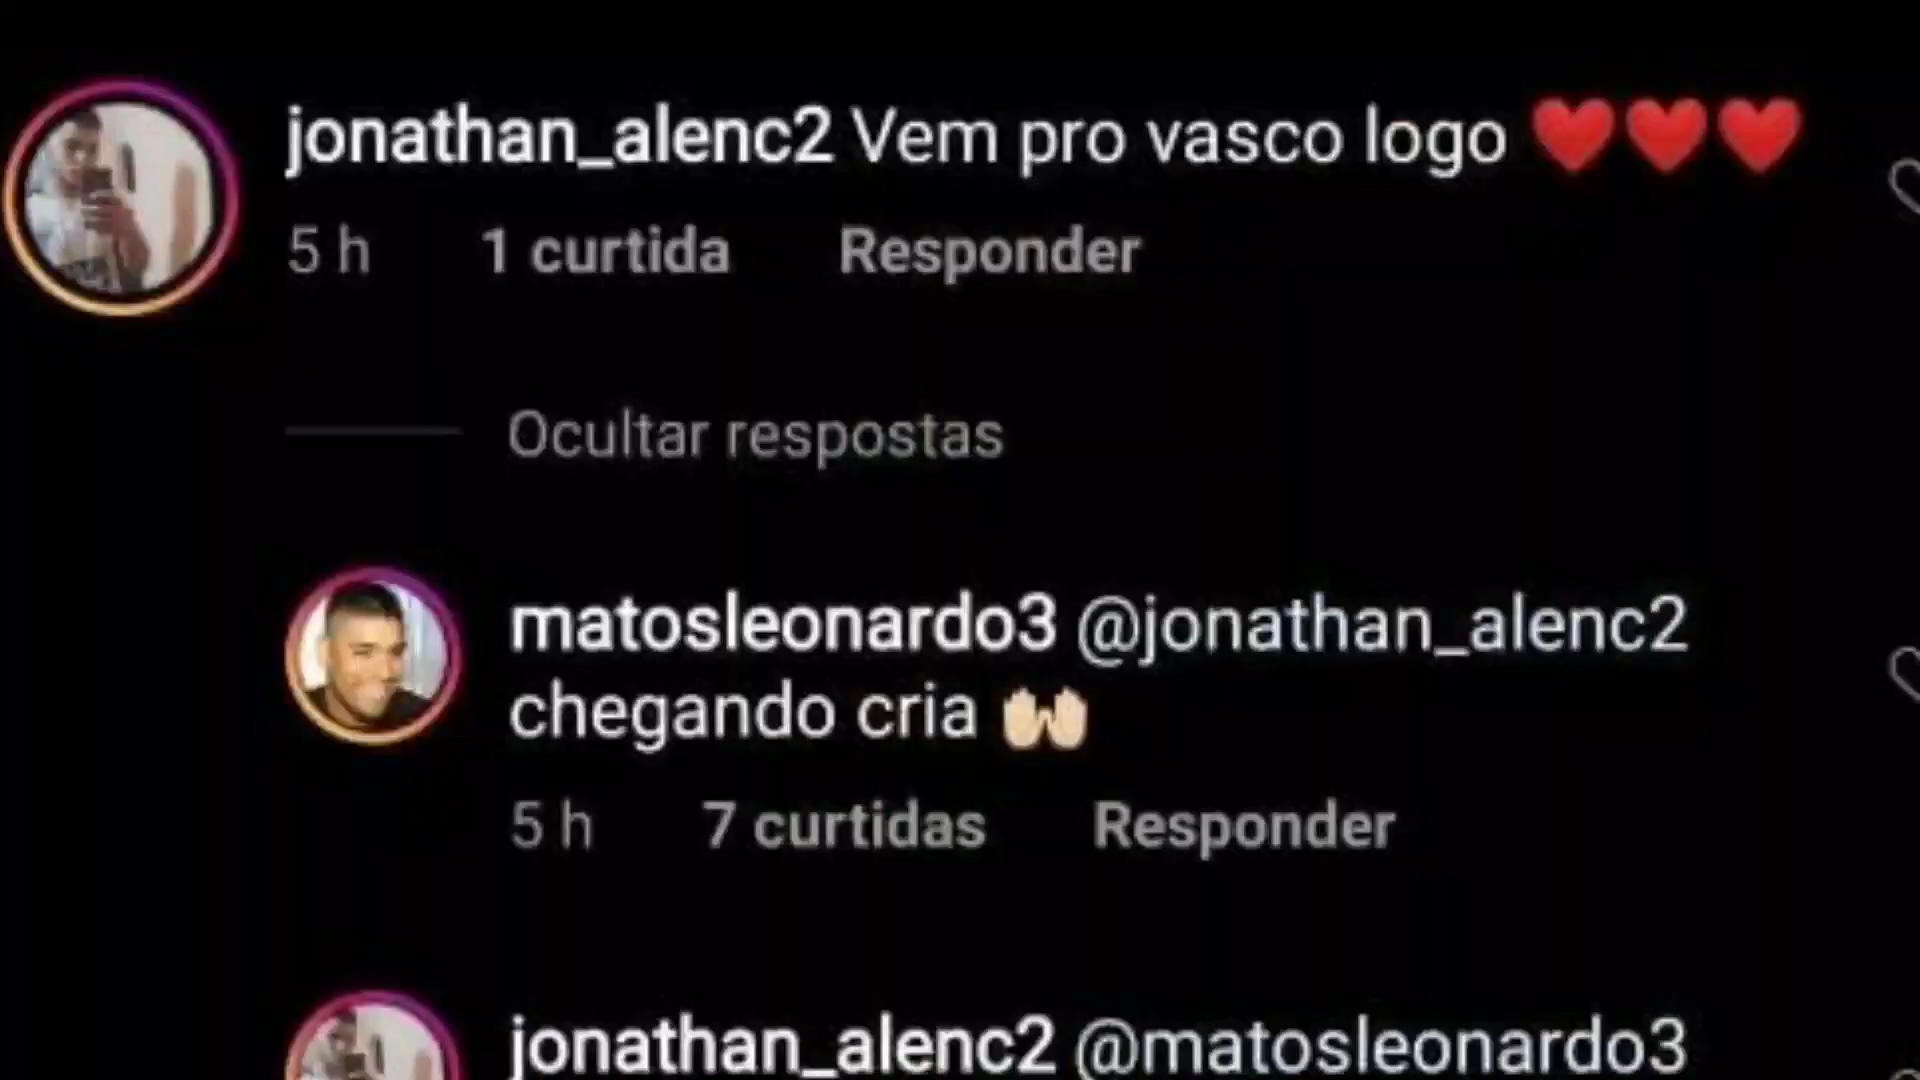 jonathan_alenc2 Vem pro vasco logo ❤️❤️❤️
5 h 1 curtida Responder
Ocultar respostas
matosleonardo3 @jonathan_alenc2
chegando cria 🙌🏻
5 h 7 curtidas Responder
jonathan_alenc2 @matosleonardo3